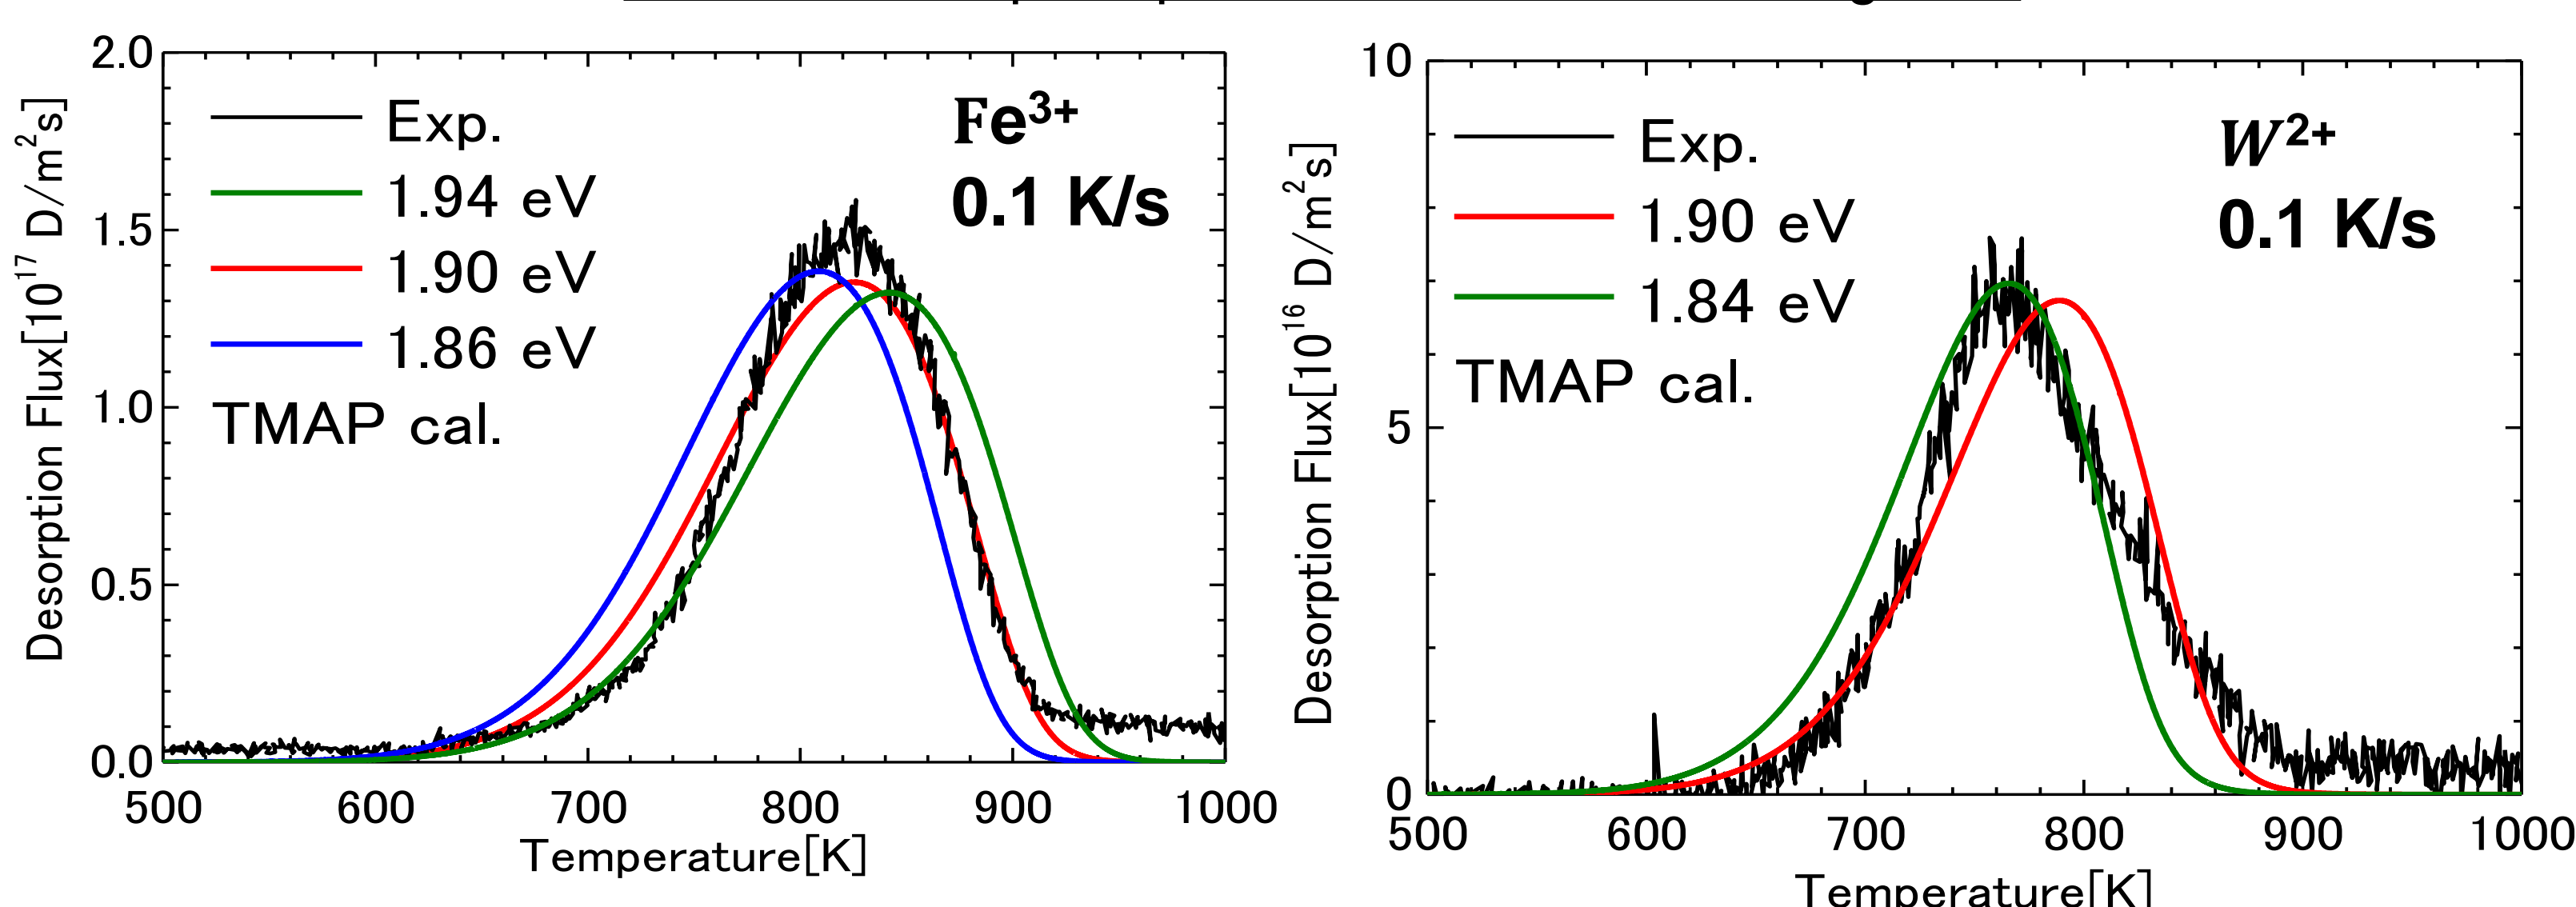 2.0
1.5
1.0
0.5
0.0
500
600
700
800
900
1000
Desorption Flux[10^17 D/m^2s]
Temperature[K]
Exp.
1.94 eV
1.90 eV
1.86 eV
TMAP cal.
Fe^3+
0.1 K/s
10
5
0
500
600
700
800
900
1000
Desorption Flux[10^16 D/m^2s]
Temperature[K]
Exp.
1.90 eV
1.84 eV
TMAP cal.
W^2+
0.1 K/s